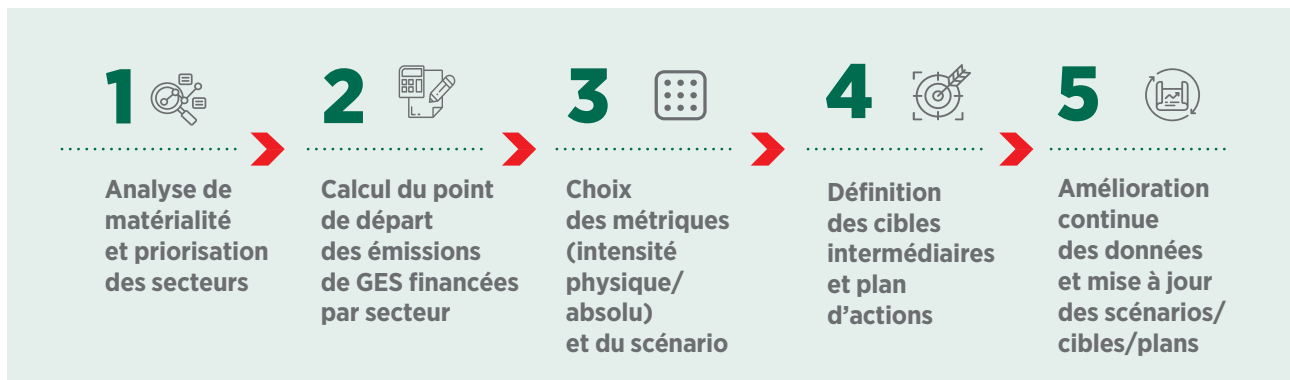 1
Analyse de
matérialité
et priorisation
des secteurs
2
Calcul du point
de départ
des émissions
de GES financées
par secteur
3
Choix
des métriques
(intensité
physique/
absolu)
et du scénario
4
Définition
des cibles
intermédiaires
et plan
d’actions
5
Amélioration
continue
des données
et mise à jour
des scénarios/
cibles/plans